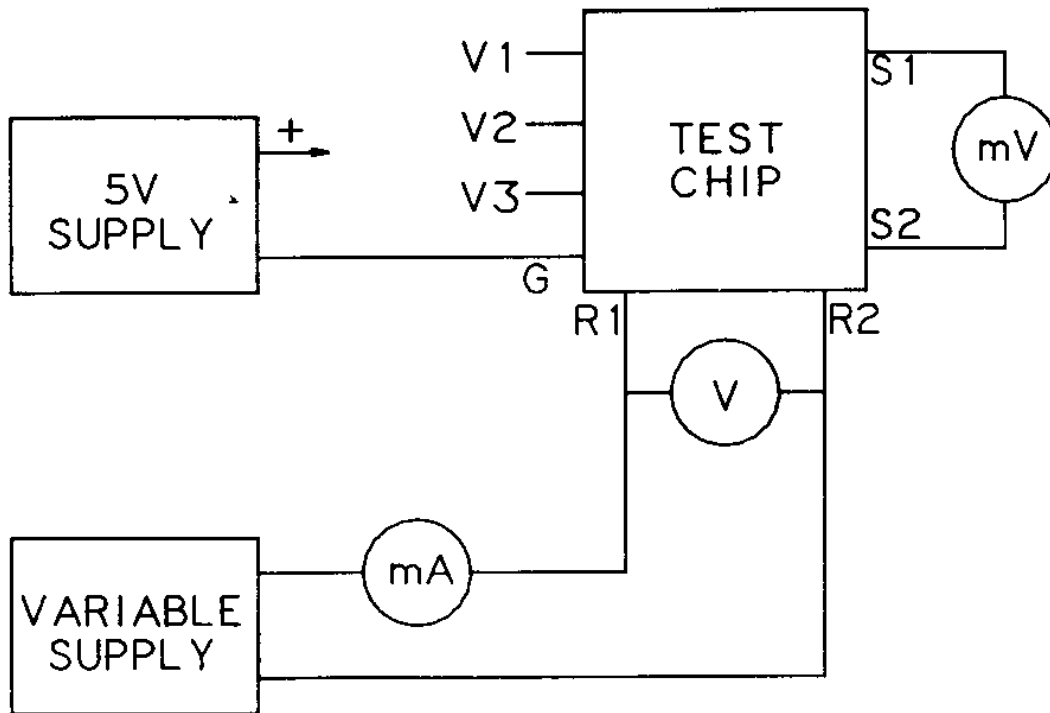 V1
V2
V3
G
+
5V
SUPPLY
TEST
CHIP
S1
S2
mV
R1
R2
V
mA
VARIABLE
SUPPLY